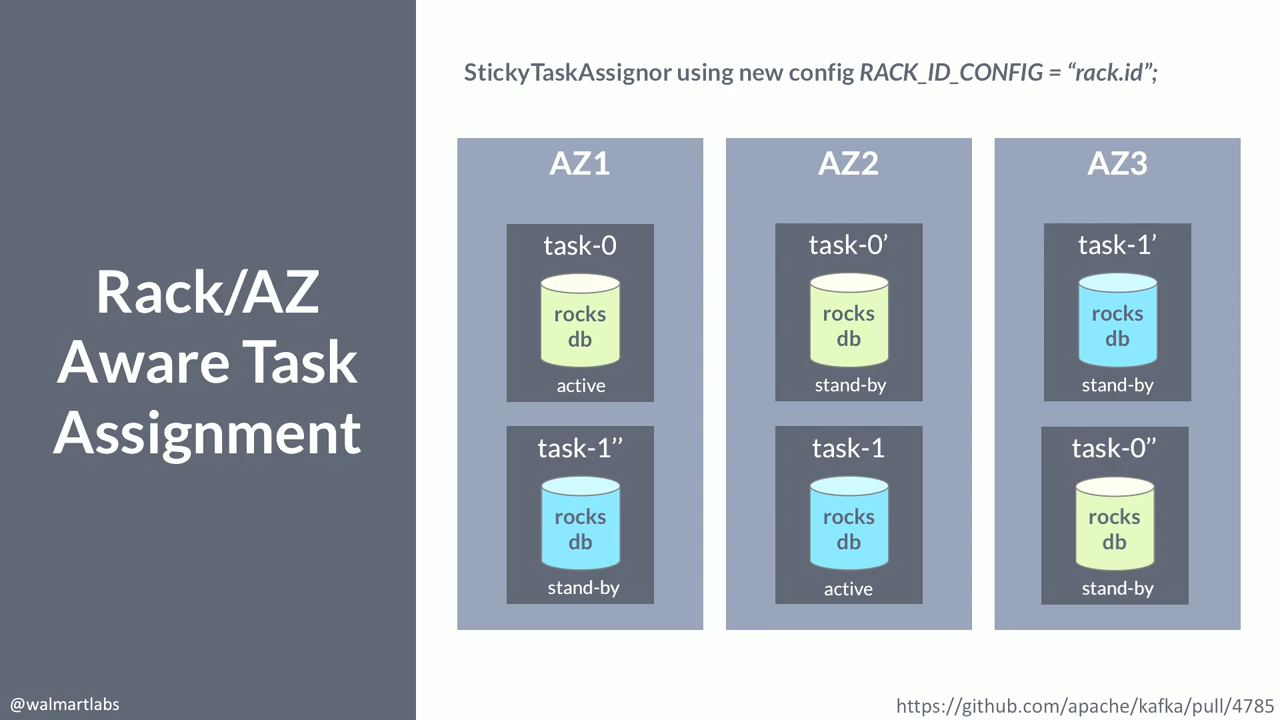 Rack/AZ
Aware Task
Assignment
@walmartlabs
StickyTaskAssignor using new config RACK_ID_CONFIG = “rack.id”;
AZ1
task-0
rocks
db
active
task-1’’
rocks
db
stand-by
AZ2
task-0’
rocks
db
stand-by
task-1
rocks
db
active
AZ3
task-1’
rocks
db
stand-by
task-0’’
rocks
db
stand-by
https://github.com/apache/kafka/pull/4785